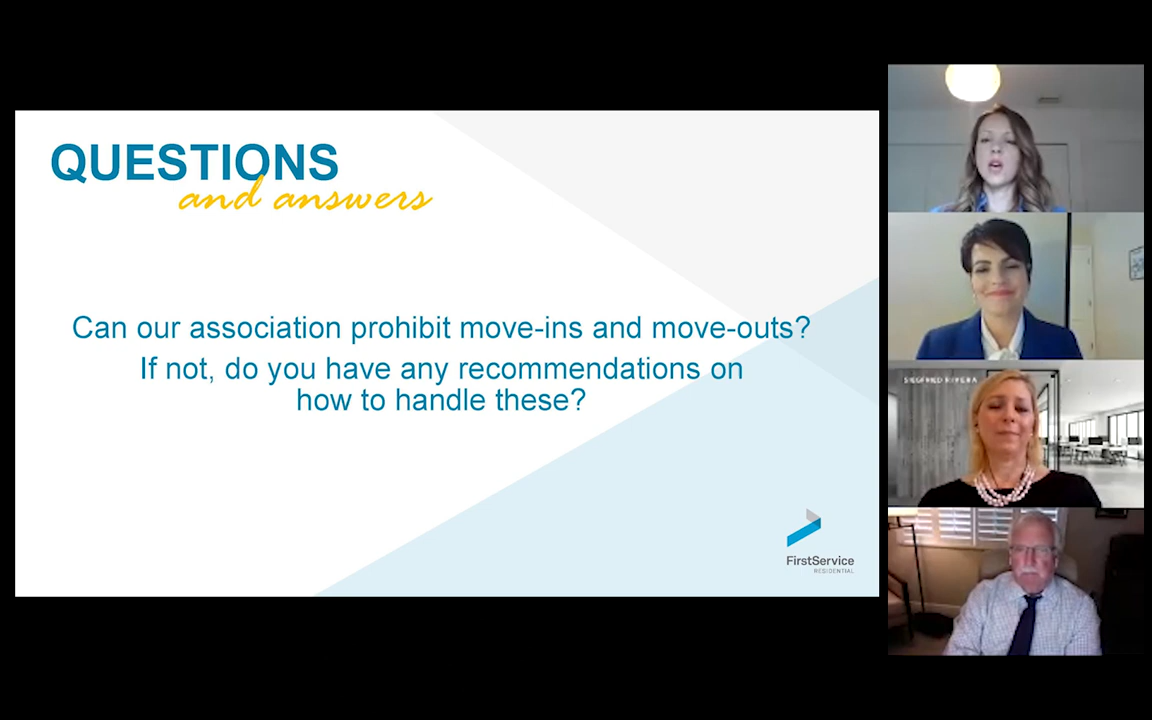 QUESTIONS
and answers
Can our association prohibit move-ins and move-outs?
If not, do you have any recommendations on
how to handle these?
FirstService
RESIDENTIAL
SIEGFRIED RIVERA